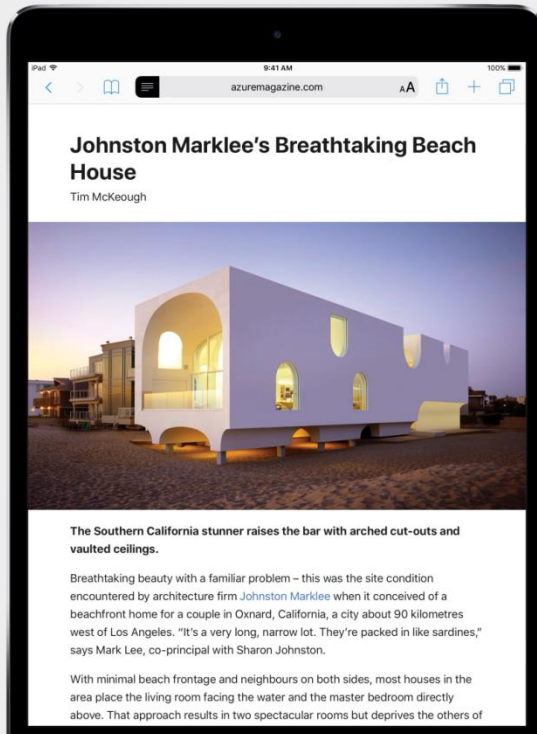 iPad 9:41 AM 100%
azuremagazine.com AA
Johnston Marklee’s Breathtaking Beach
House
Tim McKeough
The Southern California stunner raises the bar with arched cut-outs and
vaulted ceilings.
Breathtaking beauty with a familiar problem – this was the site condition
encountered by architecture firm Johnston Marklee when it conceived of a
beachfront home for a couple in Oxnard, California, a city about 90 kilometres
west of Los Angeles. “It’s a very long, narrow lot. They’re packed in like sardines,”
says Mark Lee, co-principal with Sharon Johnston.
With minimal beach frontage and neighbours on both sides, most houses in the
area place the living room facing the water and the master bedroom directly
above. That approach results in two spectacular rooms but deprives the others of